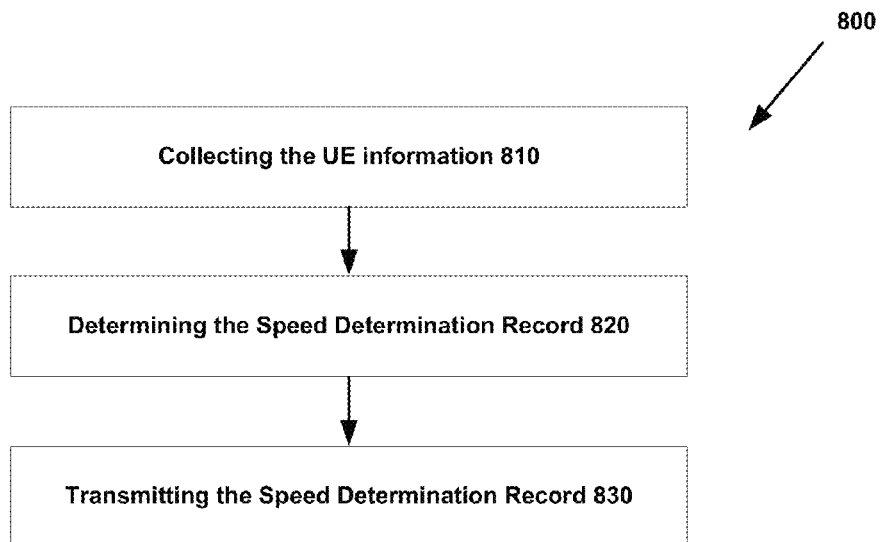 800
Collecting the UE information 810
Determining the Speed Determination Record 820
Transmitting the Speed Determination Record 830